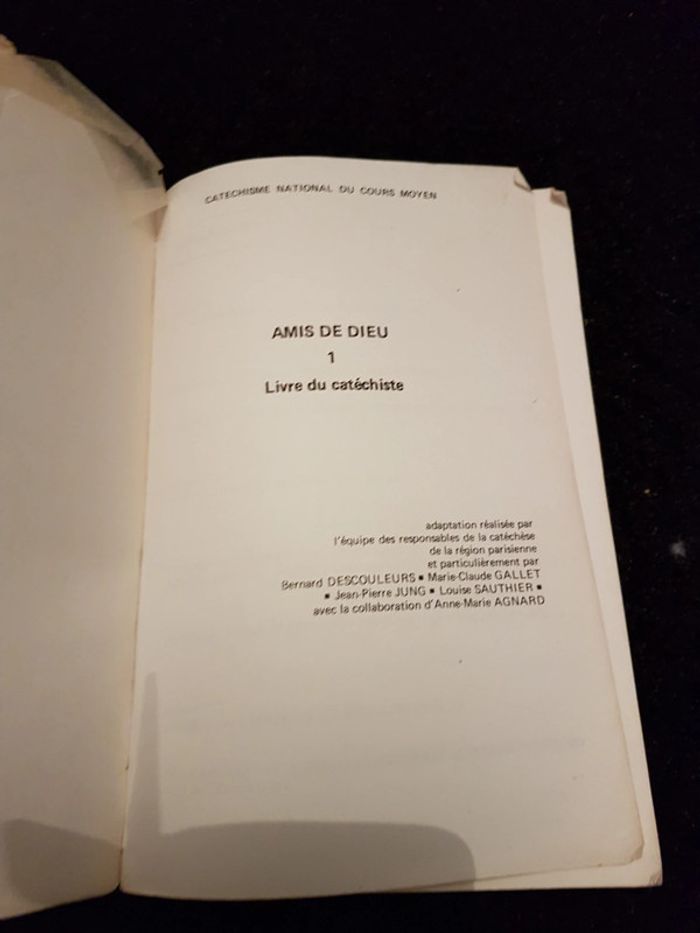 CATECHISME NATIONAL DU COURS MOYEN
AMIS DE DIEU
1
Livre du catéchiste
adaptation réalisée par
l'équipe des responsables de la catéchèse
de la région parisienne
et particulièrement par
Bernard DESCOULEURS ▪ Marie-Claude GALLET
▪ Jean-Pierre JUNG ▪ Louise SAUTHIER ▪
avec la collaboration d'Anne-Marie AGNARD